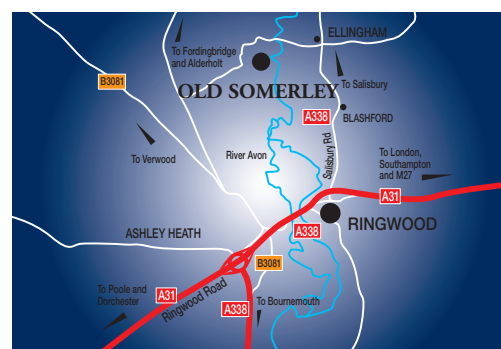 ELLINGHAM
To Fordingbridge
and Alderholt
B3081
OLD SOMERLEY
To Salisbury
A338
BLASHFORD
Salisbury Rd
To Verwood
River Avon
To London,
Southampton
and M27
A31
RINGWOOD
A338
ASHLEY HEATH
B3081
To Poole and
Dorchester
A31
Ringwood Road
A338
To Bournemouth